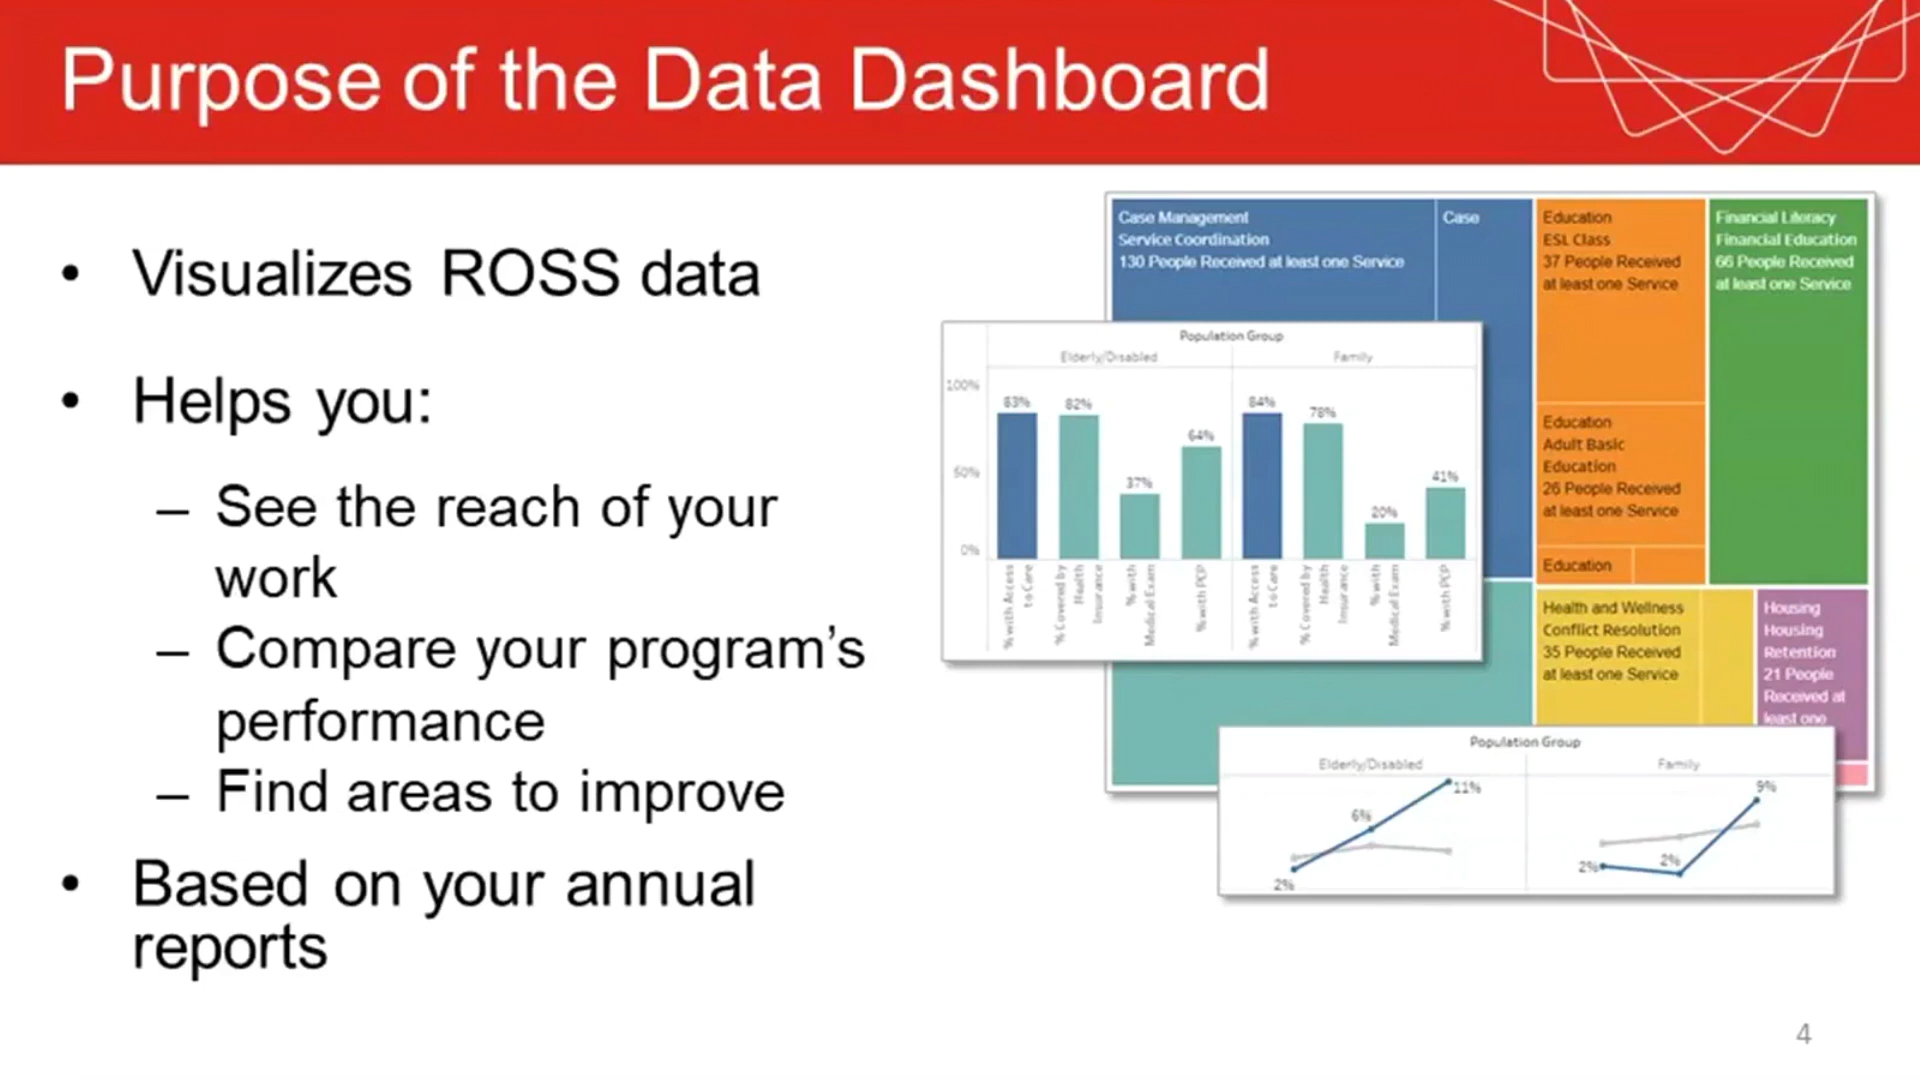 Purpose of the Data Dashboard
• Visualizes ROSS data
• Helps you:
– See the reach of your
work
– Compare your program’s
performance
– Find areas to improve
• Based on your annual
reports
Case Management
Service Coordination
130 People Received at least one Service
Case
Education
ESL Class
37 People Received
at least one Service
Financial Literacy
Financial Education
66 People Received
at least one Service
Education
Adult Basic
Education
26 People Received
at least one Service
Education
Health and Wellness
Conflict Resolution
35 People Received
at least one Service
Housing
Housing
Retention
21 People
Received at
least one
Population Group
Elderly/Disabled
Family
100%
50%
0%
83%
82%
37%
64%
84%
78%
20%
41%
% with Access
to Care
% Covered by
Health
Insurance
% with
Medical Exam
% with PCP
% with Access
to Care
% Covered by
Health
Insurance
% with
Medical Exam
% with PCP
Population Group
Elderly/Disabled
Family
2%
6%
11%
2%
2%
9%
4